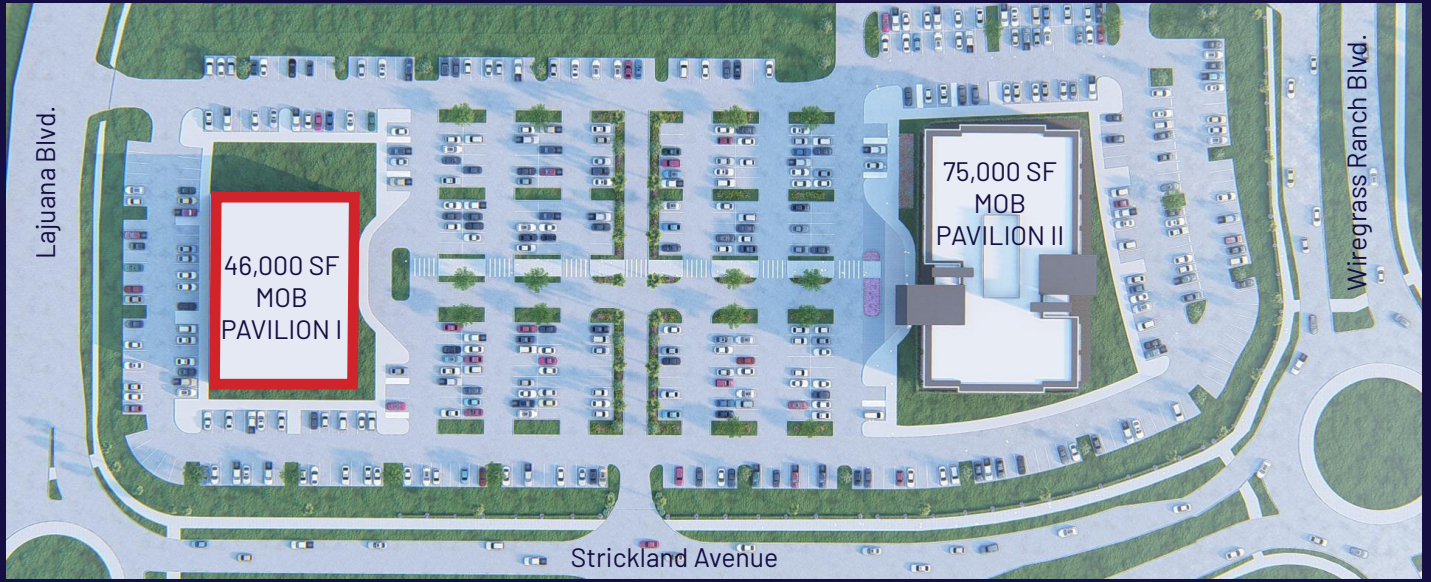 Lajuana Blvd.
46,000 SF
MOB
PAVILION I
75,000 SF
MOB
PAVILION II
Wiregrass Ranch Blvd.
Strickland Avenue